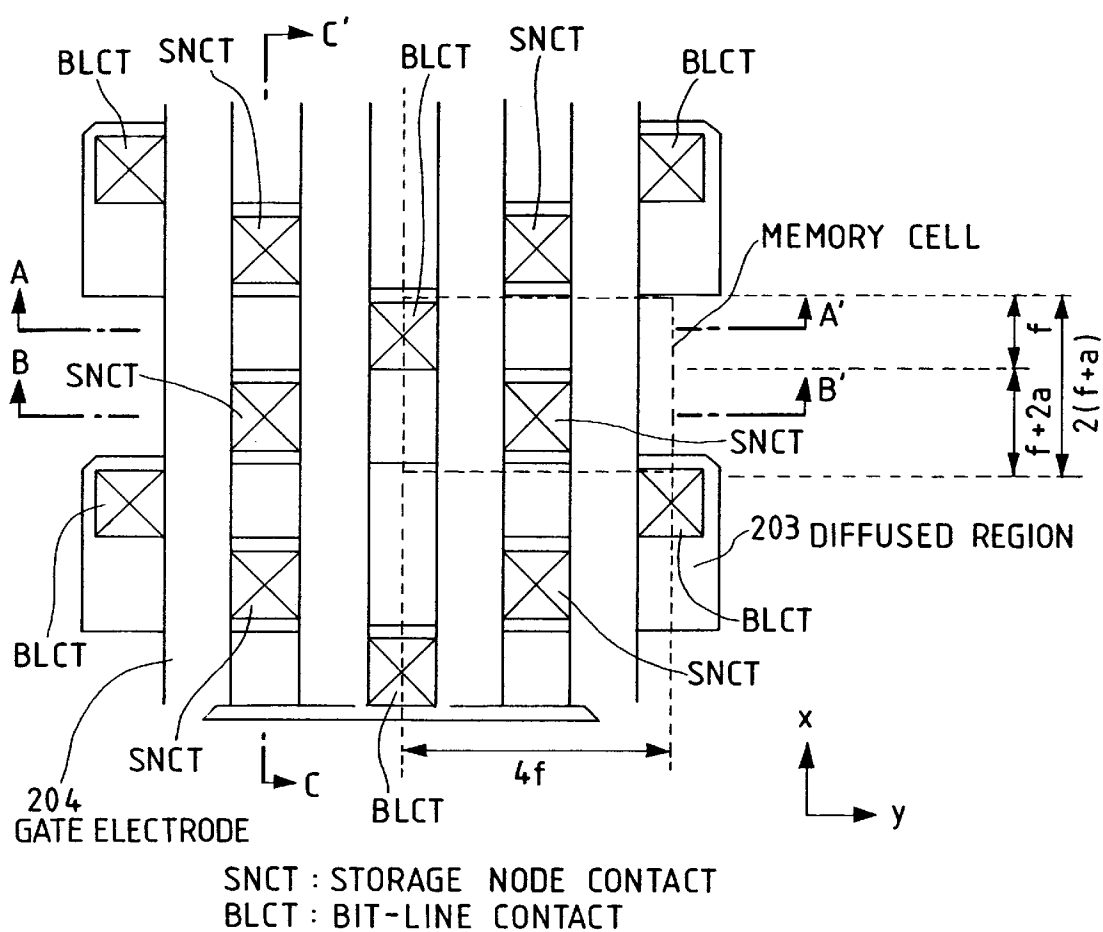 C'
SNCT
SNCT
BLCT
BLCT
BLCT
MEMORY CELL
A
A'
f
B
SNCT
B'
2(f+a)
f+2a
SNCT
203 DIFFUSED REGION
BLCT
BLCT
SNCT
SNCT
C
4f
x
BLCT
204
GATE ELECTRODE
y
SNCT : STORAGE NODE CONTACT
BLCT : BIT-LINE CONTACT